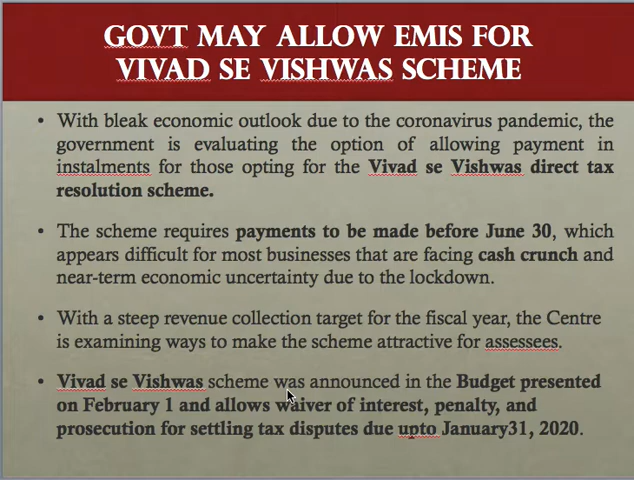 GOVT MAY ALLOW EMIS FOR
VIVAD SE VISHWAS SCHEME
• With bleak economic outlook due to the coronavirus pandemic, the
government is evaluating the option of allowing payment in
instalments for those opting for the Vivad se Vishwas direct tax
resolution scheme.
• The scheme requires payments to be made before June 30, which
appears difficult for most businesses that are facing cash crunch and
near-term economic uncertainty due to the lockdown.
• With a steep revenue collection target for the fiscal year, the Centre
is examining ways to make the scheme attractive for assessees.
• Vivad se Vishwas scheme was announced in the Budget presented
on February 1 and allows waiver of interest, penalty, and
prosecution for settling tax disputes due upto January31, 2020.